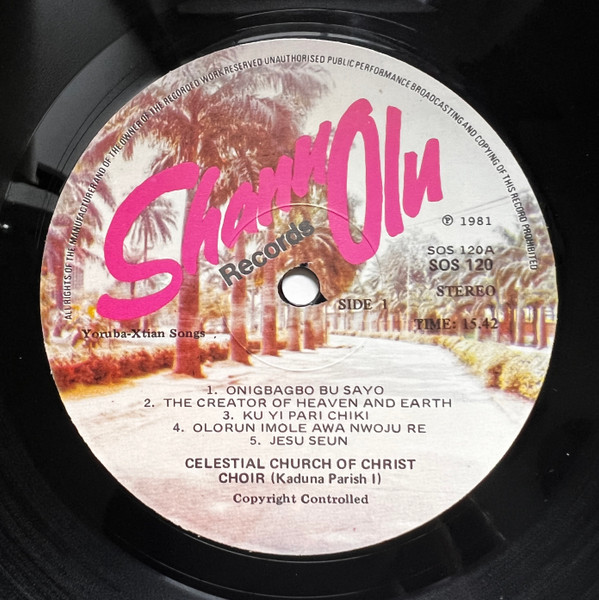 ALL RIGHTS OF THE MANUFACTURER AND OF THE OWNER OF THE RECORDED WORK RESERVED UNAUTHORISED PUBLIC PERFORMANCE BROADCASTING AND COPYING OF THIS RECORD PROHIBITED
Shanu Olu
Records
℗ 1981
SOS 120A
SOS 120
STEREO
SIDE 1
TIME: 15.42
Yoruba-Xtian Songs
1. ONIGBAGBO BU SAYO
2. THE CREATOR OF HEAVEN AND EARTH
3. KU YI PARI CHIKI
4. OLORUN IMOLE AWA NWOJU RE
5. JESU SEUN
CELESTIAL CHURCH OF CHRIST
CHOIR (Kaduna Parish I)
Copyright Controlled